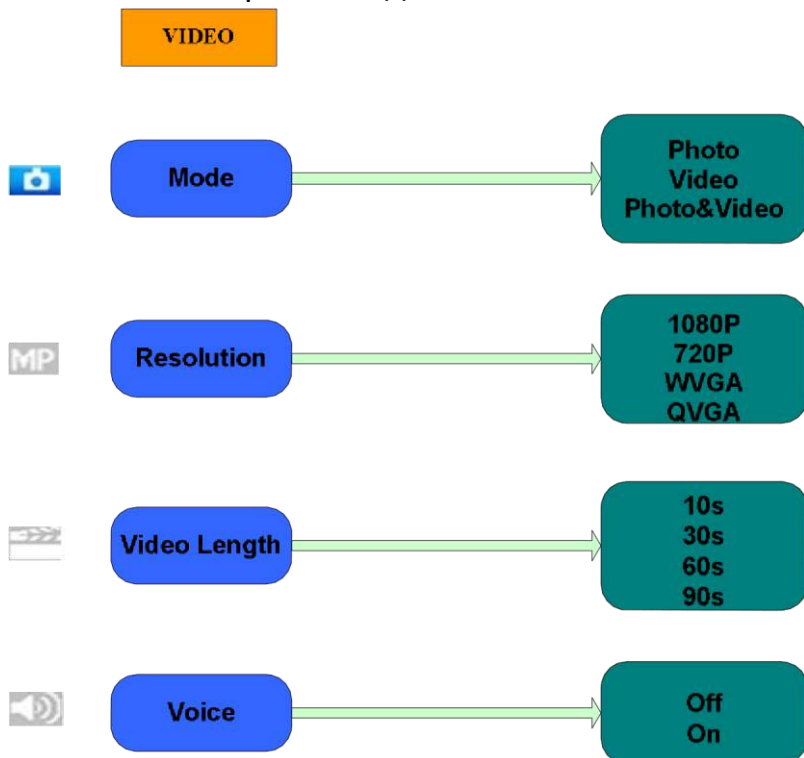 VIDEO
Mode
Photo
Video
Photo&Video
MP
Resolution
1080P
720P
WVGA
QVGA
Video Length
10s
30s
60s
90s
Voice
Off
On